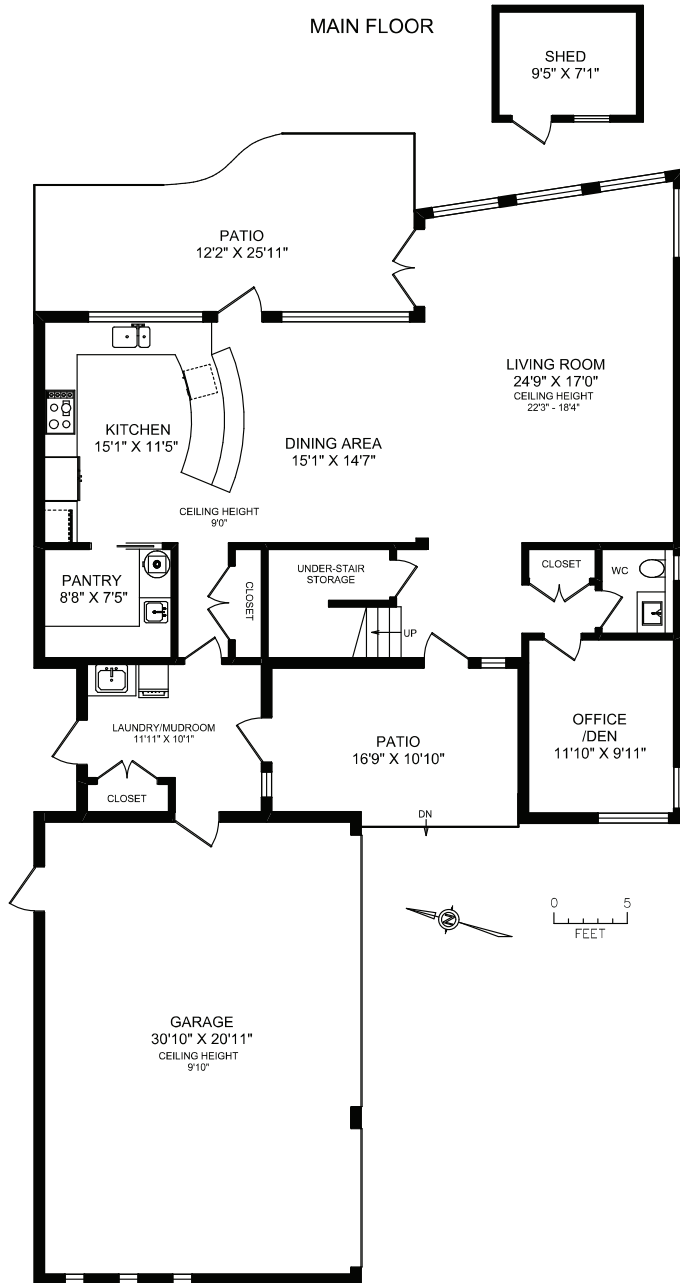 MAIN FLOOR
SHED
9'5" X 7'1"
PATIO
12'2" X 25'11"
LIVING ROOM
24'9" X 17'0"
CEILING HEIGHT
22'3" - 18'4"
KITCHEN
15'1" X 11'5"
DINING AREA
15'1" X 14'7"
CEILING HEIGHT
9'0"
PANTRY
8'8" X 7'5"
CLOSET
UNDER-STAIR
STORAGE
UP
CLOSET
WC
LAUNDRY/MUDROOM
11'11" X 10'1"
CLOSET
PATIO
16'9" X 10'10"
DN
OFFICE
/DEN
11'10" X 9'11"
N
0 5
FEET
GARAGE
30'10" X 20'11"
CEILING HEIGHT
9'10"